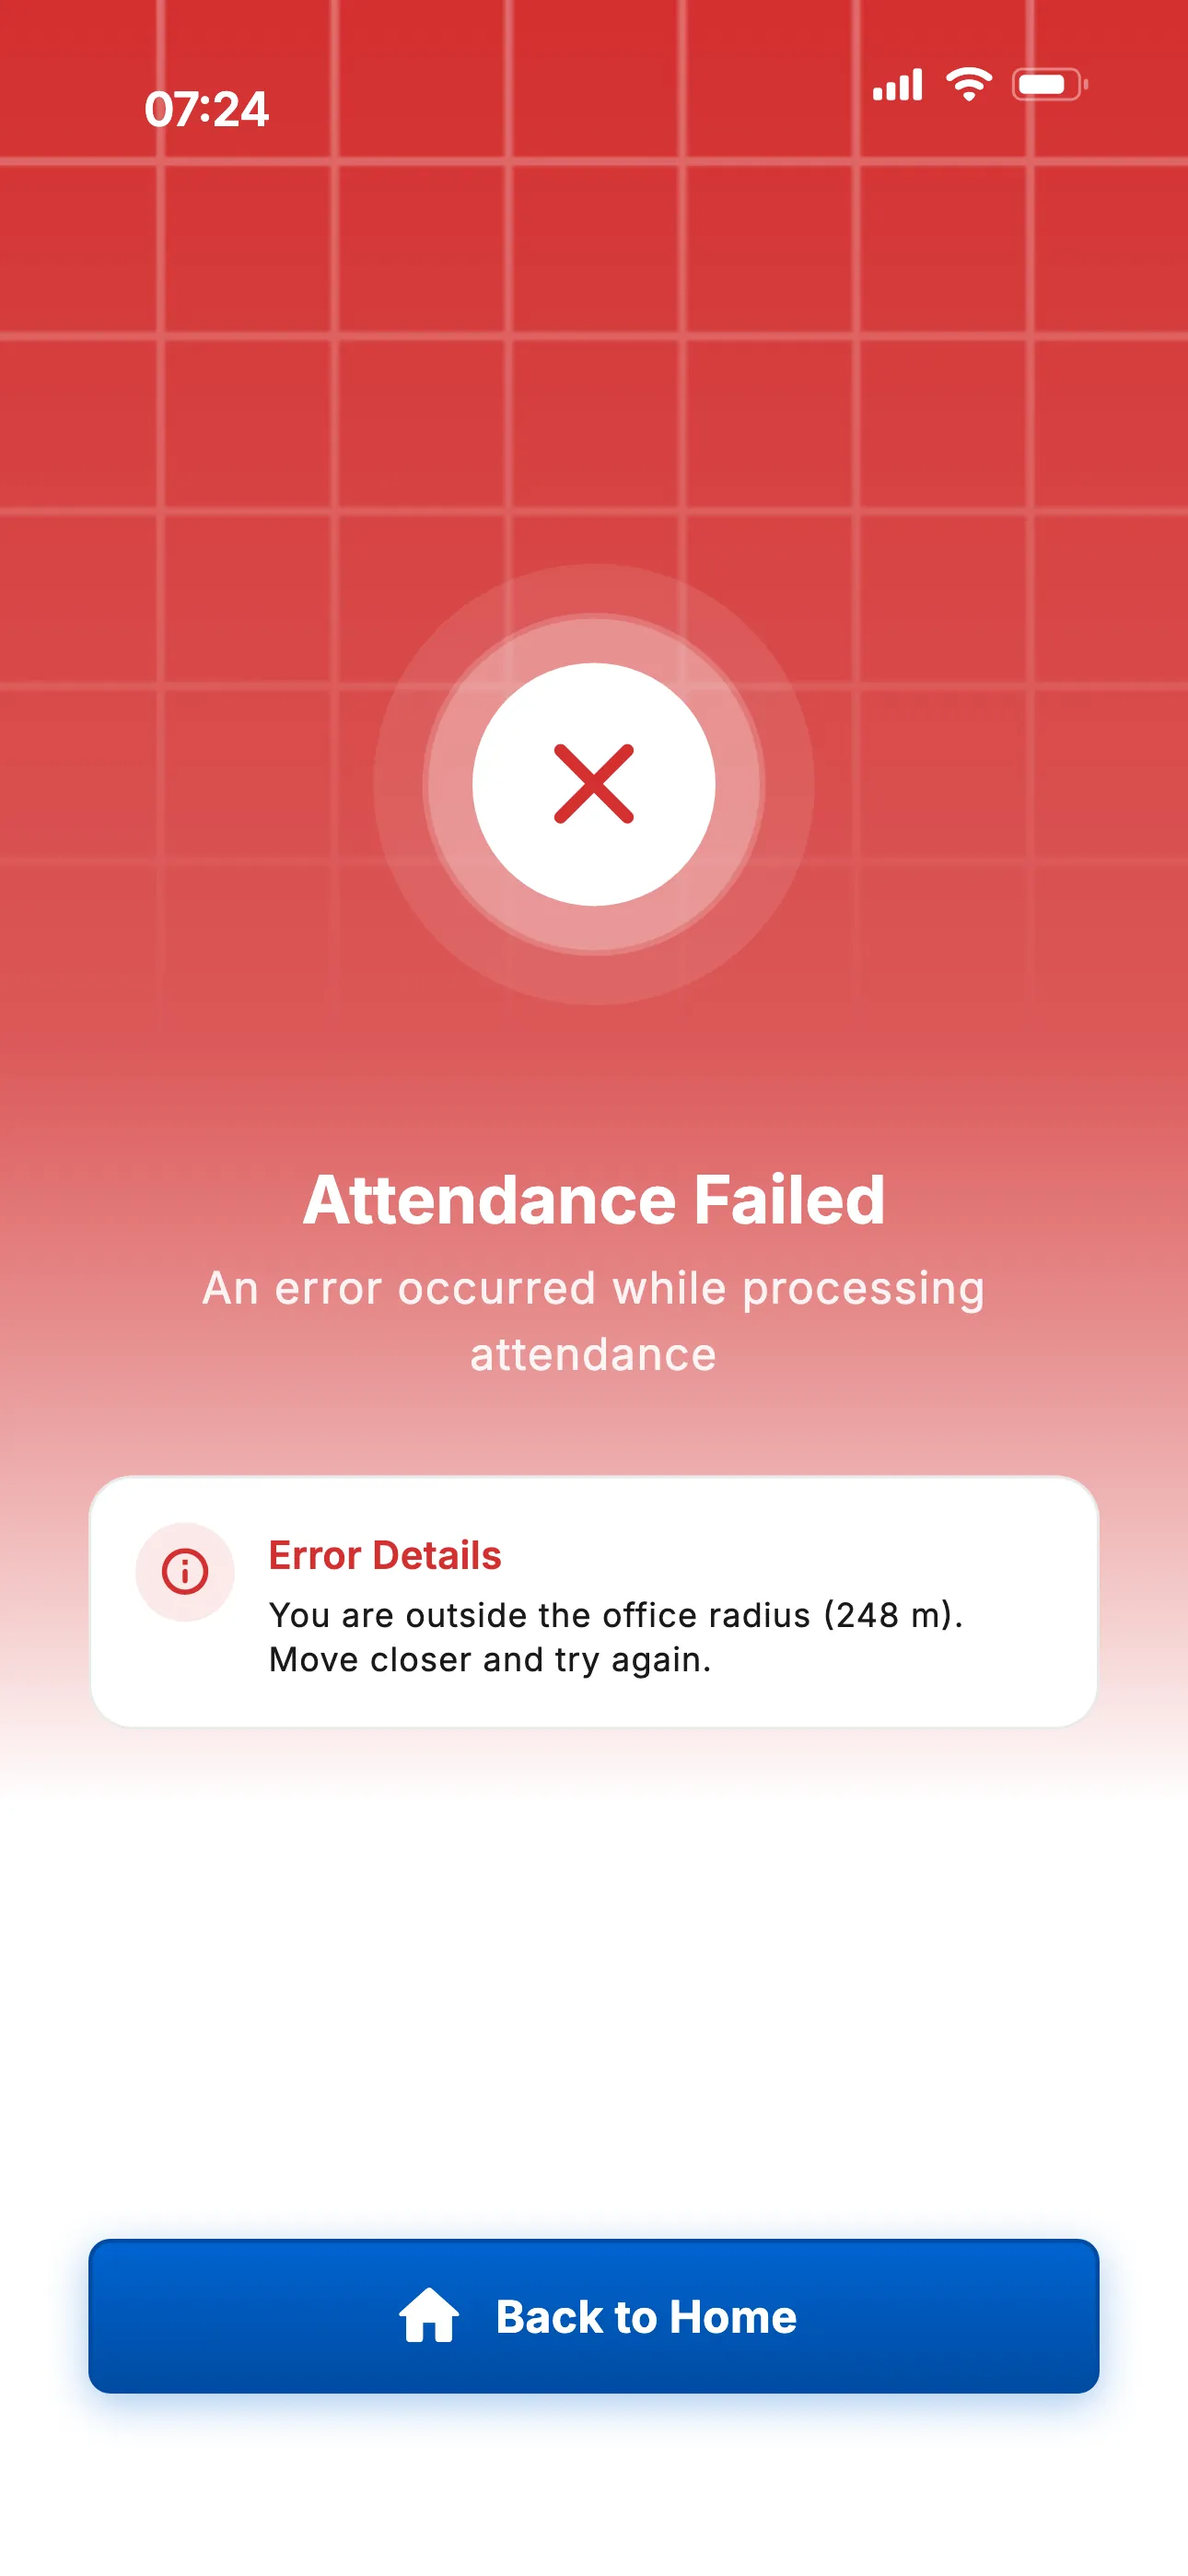 07:24
Attendance Failed
An error occurred while processing
attendance
Error Details
You are outside the office radius (248 m).
Move closer and try again.
Back to Home